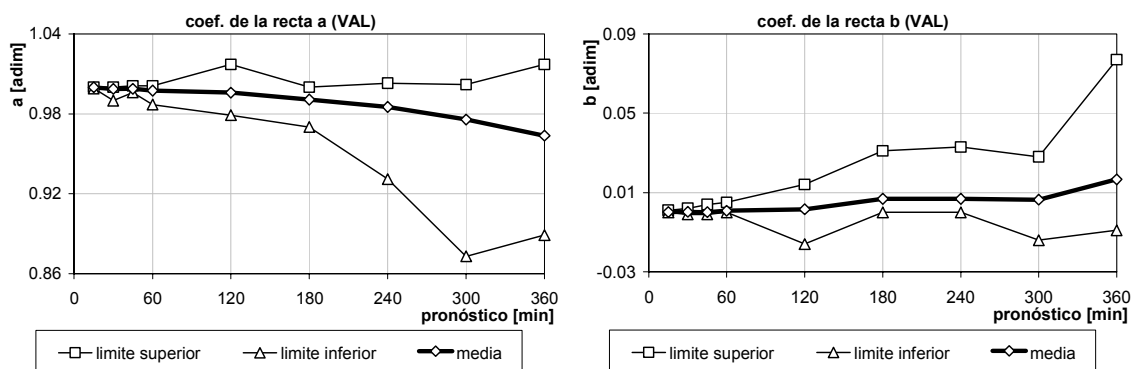 coef. de la recta a (VAL)
a [adim]
1.04
0.98
0.92
0.86
0 60 120 180 240 300 360
pronóstico [min]
limite superior limite inferior media
coef. de la recta b (VAL)
b [adim]
0.09
0.05
0.01
-0.03
0 60 120 180 240 300 360
pronóstico [min]
limite superior limite inferior media